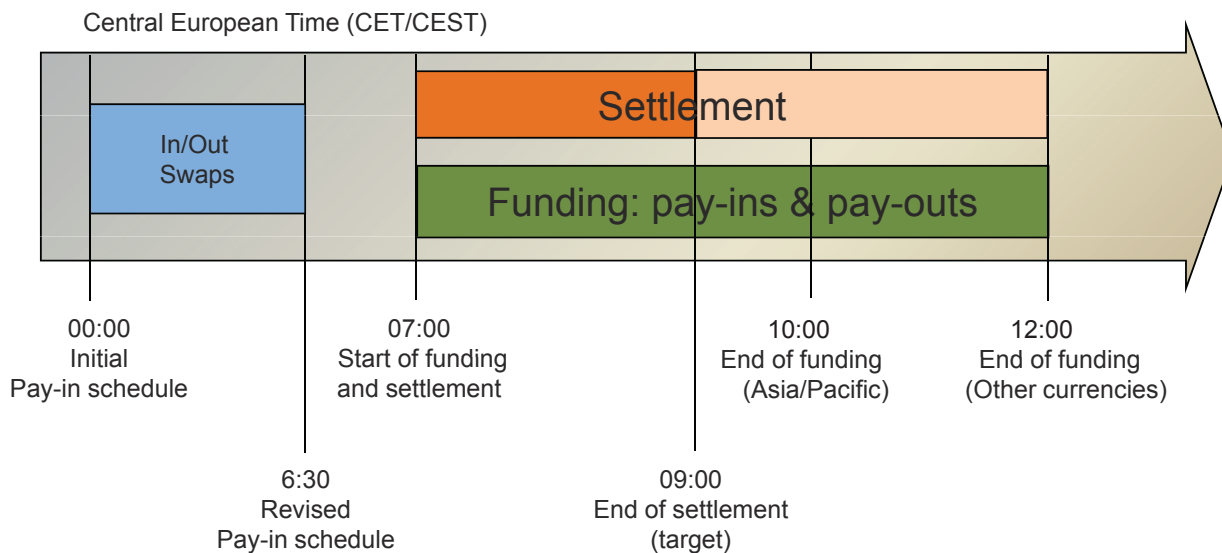 Central European Time (CET/CEST)
In/Out
Swaps
Settlement
Funding: pay-ins & pay-outs
00:00
Initial
Pay-in schedule
07:00
Start of funding
and settlement
10:00
End of funding
(Asia/Pacific)
12:00
End of funding
(Other currencies)
6:30
Revised
Pay-in schedule
09:00
End of settlement
(target)